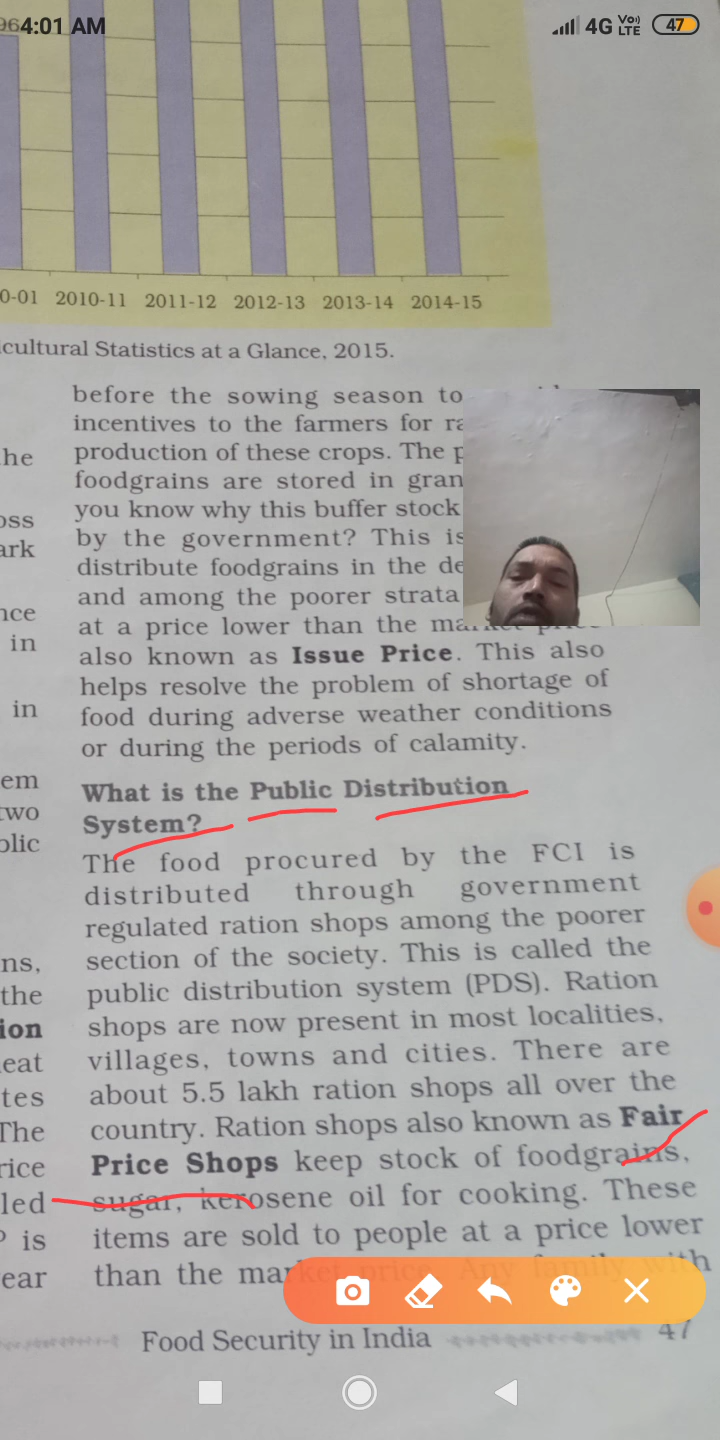 4:01 AM
4G Vo)) LTE 47
0-01 2010-11 2011-12 2012-13 2013-14 2014-15
cultural Statistics at a Glance, 2015.
before the sowing season to
incentives to the farmers for
production of these crops. The
foodgrains are stored in
you know why this buffer stock
by the government? This is
distribute foodgrains in the
and among the poorer strata
at a price lower than the market price
also known as Issue Price. This also
helps resolve the problem of shortage of
food during adverse weather conditions
or during the periods of calamity.
What is the Public Distribution
System?
The food procured by the FCI is
distributed through government
regulated ration shops among the poorer
section of the society. This is called the
public distribution system (PDS). Ration
shops are now present in most localities,
villages, towns and cities. There are
about 5.5 lakh ration shops all over the
country. Ration shops also known as Fair
Price Shops keep stock of foodgrains,
sugar, kerosene oil for cooking. These
items are sold to people at a price lower
than the market price. Any family with
Food Security in India 47